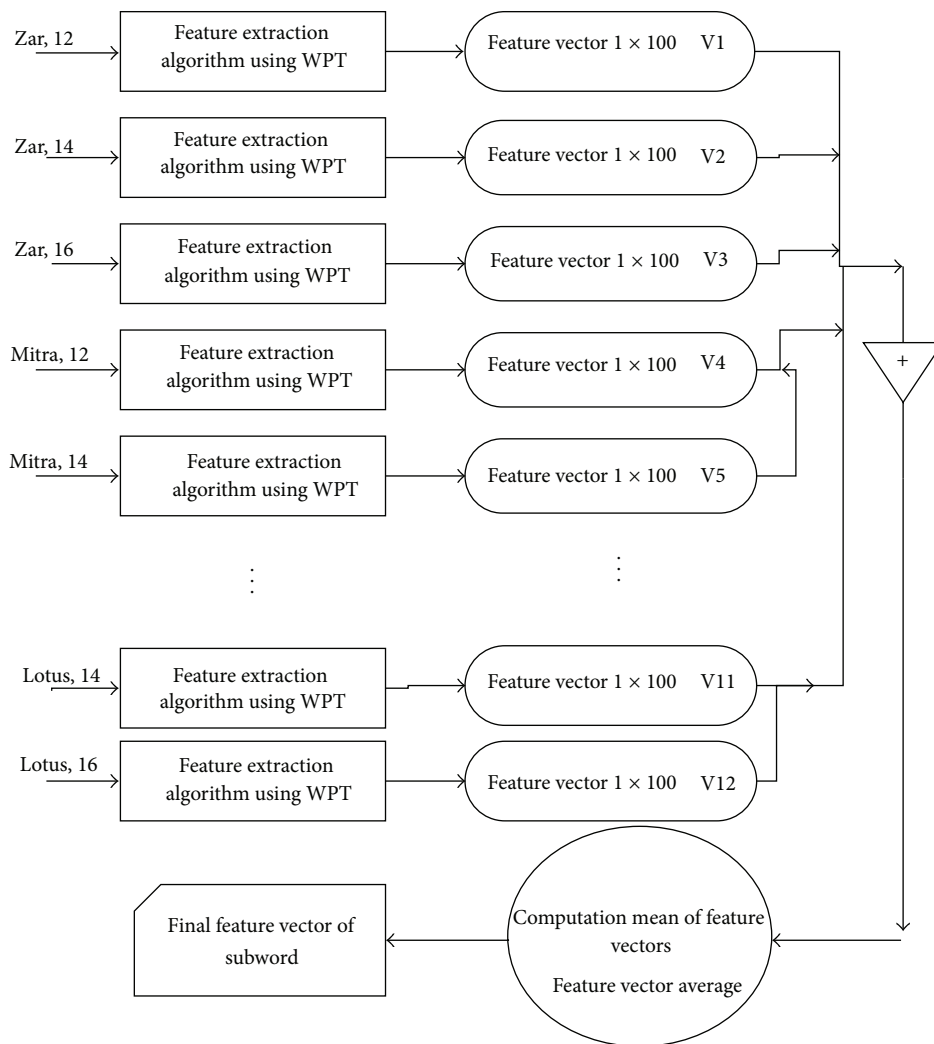 Zar, 12
Feature extraction
algorithm using WPT
Feature vector 1 × 100 V1
Zar, 14
Feature extraction
algorithm using WPT
Feature vector 1 × 100 V2
Zar, 16
Feature extraction
algorithm using WPT
Feature vector 1 × 100 V3
Mitra, 12
Feature extraction
algorithm using WPT
Feature vector 1 × 100 V4
+
Mitra, 14
Feature extraction
algorithm using WPT
Feature vector 1 × 100 V5
⋮ ⋮
Lotus, 14
Feature extraction
algorithm using WPT
Feature vector 1 × 100 V11
Lotus, 16
Feature extraction
algorithm using WPT
Feature vector 1 × 100 V12
Final feature vector of
subword
Computation mean of feature
vectors
Feature vector average